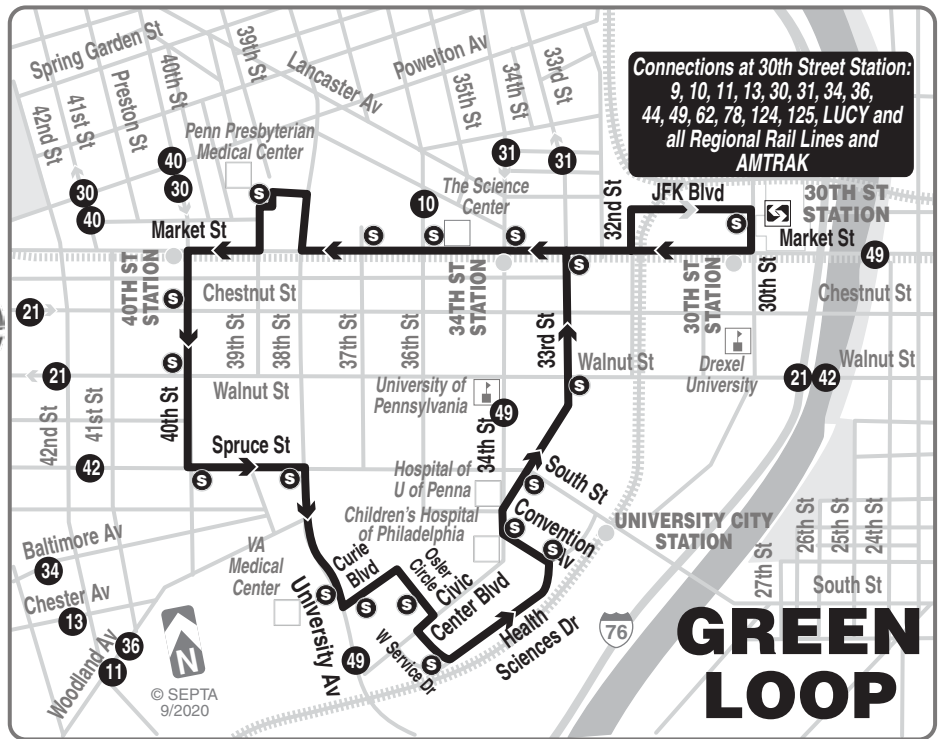 Spring Garden St
39th St
Lancaster Av
Powelton Av
35th St
34th St
33rd St
42nd St
41st St
Preston St
40th St
Connections at 30th Street Station:
9, 10, 11, 13, 30, 31, 34, 36,
44, 49, 62, 78, 124, 125, LUCY and
all Regional Rail Lines and
AMTRAK
Penn Presbyterian
Medical Center
40
30
30
40
31
31
The Science
Center
10
32nd St
JFK Blvd
30TH ST
STATION
S
S
S
S
S
Market St
Market St
49
40TH ST
STATION
34TH ST
STATION
30TH ST
STATION
30th St
S
S
Chestnut St
Chestnut St
21
39th St
38th St
37th St
36th St
33rd St
Drexel
University
S
Walnut St
Walnut St
21
Walnut St
University of
Pennsylvania
S
21
42
42nd St
41st St
40th St
49
34th St
Spruce St
42
S
S
Hospital of
U of Penna
S
South St
Children's Hospital
of Philadelphia
S
Convention
Av
S
UNIVERSITY CITY
STATION
27th St
26th St
25th St
24th St
South St
Baltimore Av
34
VA
Medical
Center
Curie
Blvd
Osler
Circle
Civic
Center Blvd
S
S
S
Chester Av
13
University Av
W Service Dr
S
Health
Sciences Dr
76
36
11
Woodland Av
N
49
© SEPTA
9/2020
GREEN
LOOP